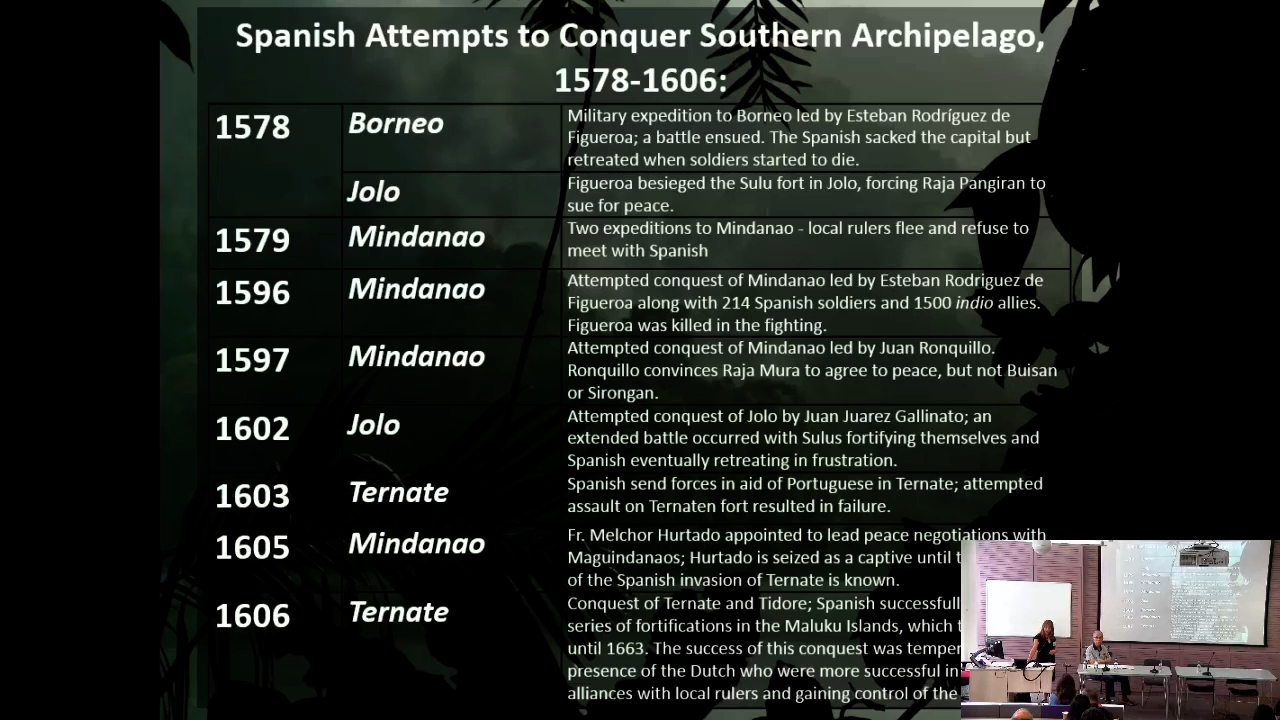 Spanish Attempts to Conquer Southern Archipelago,
1578-1606:
1578
Borneo
Military expedition to Borneo led by Esteban Rodríguez de
Figueroa; a battle ensued. The Spanish sacked the capital but
retreated when soldiers started to die.
Jolo
Figueroa besieged the Sulu fort in Jolo, forcing Raja Pangiran to
sue for peace.
1579
Mindanao
Two expeditions to Mindanao - local rulers flee and refuse to
meet with Spanish
1596
Mindanao
Attempted conquest of Mindanao led by Esteban Rodriguez de
Figueroa along with 214 Spanish soldiers and 1500 indio allies.
Figueroa was killed in the fighting.
1597
Mindanao
Attempted conquest of Mindanao led by Juan Ronquillo.
Ronquillo convinces Raja Mura to agree to peace, but not Buisan
or Sirongan.
1602
Jolo
Attempted conquest of Jolo by Juan Juarez Gallinato; an
extended battle occurred with Sulus fortifying themselves and
Spanish eventually retreating in frustration.
1603
Ternate
Spanish send forces in aid of Portuguese in Ternate; attempted
assault on Ternaten fort resulted in failure.
1605
Mindanao
Fr. Melchor Hurtado appointed to lead peace negotiations with
Maguindanaos; Hurtado is seized as a captive until
of the Spanish invasion of Ternate is known.
1606
Ternate
Conquest of Ternate and Tidore; Spanish
series of fortifications in the Maluku Islands, which
until 1663. The success of this conquest was
presence of the Dutch who were more successful in
alliances with local rulers and gaining control of the